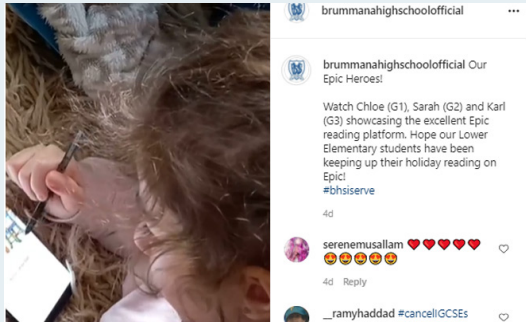 brummanahighschoolofficial
brummanahighschoolofficial Our
Epic Heroes!
Watch Chloe (G1), Sarah (G2) and Karl
(G3) showcasing the excellent Epic
reading platform. Hope our Lower
Elementary students have been
keeping up their holiday reading on
Epic!
#bhsiserve
4d
serenemusallam ❤️❤️❤️❤️❤️
😍😍😍😍😍
4d Reply
__ramyhaddad #cancelIGCSEs